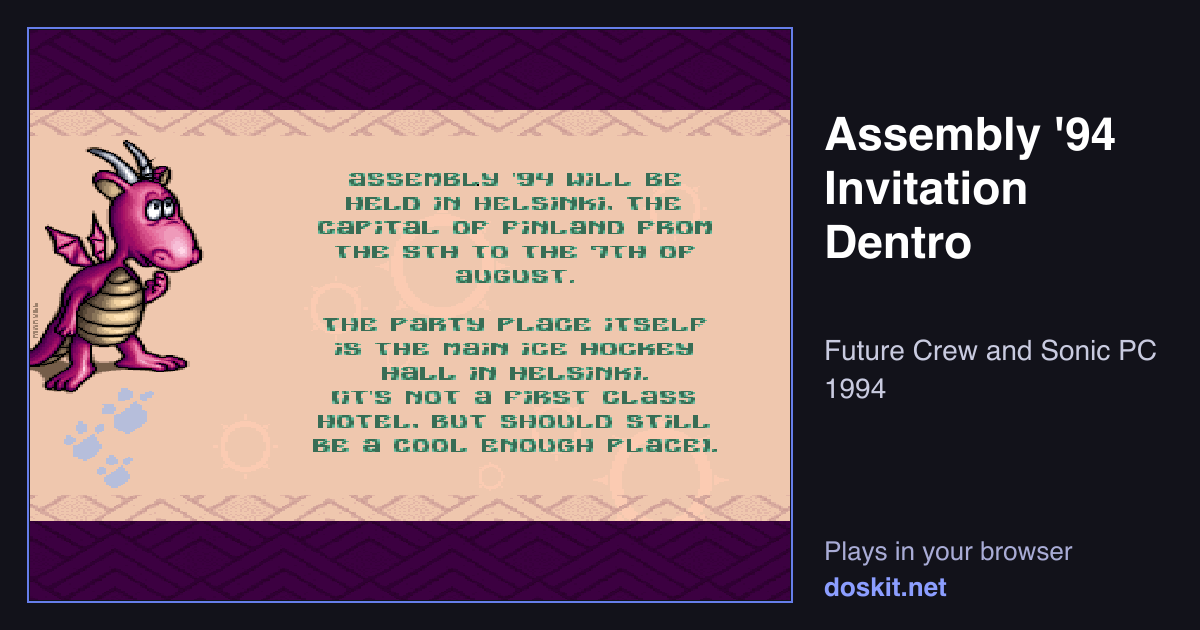 ASSEMBLY '94 WILL BE
HELD IN HELSINKI. THE
CAPITAL OF FINLAND FROM
THE 5TH TO THE 7TH OF
AUGUST.
THE PARTY PLACE ITSELF
IS THE MAIN ICE HOCKEY
HALL IN HELSINKI.
(IT'S NOT A FIRST CLASS
HOTEL. BUT SHOULD STILL
BE A COOL ENOUGH PLACE).
Assembly '94
Invitation
Dentro
Future Crew and Sonic PC
1994
Plays in your browser
doskit.net